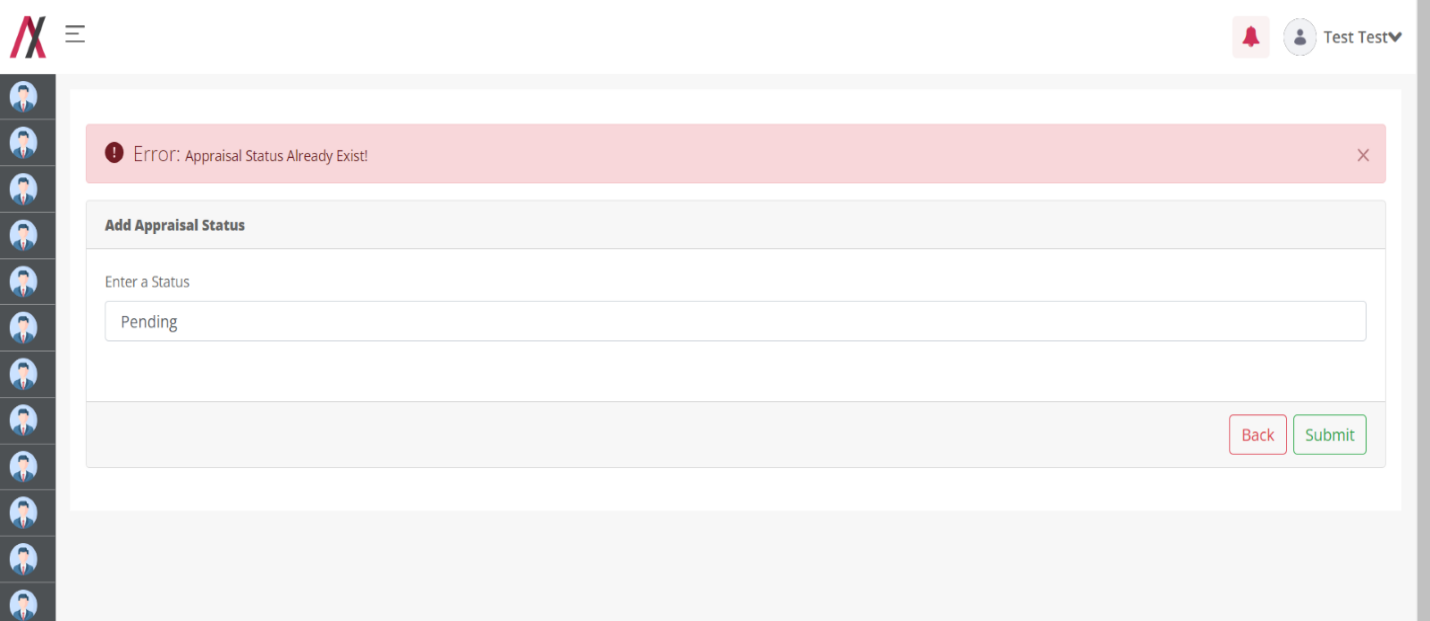 Test Test
Error: Appraisal Status Already Exist!
Add Appraisal Status
Enter a Status
Pending
Back
Submit